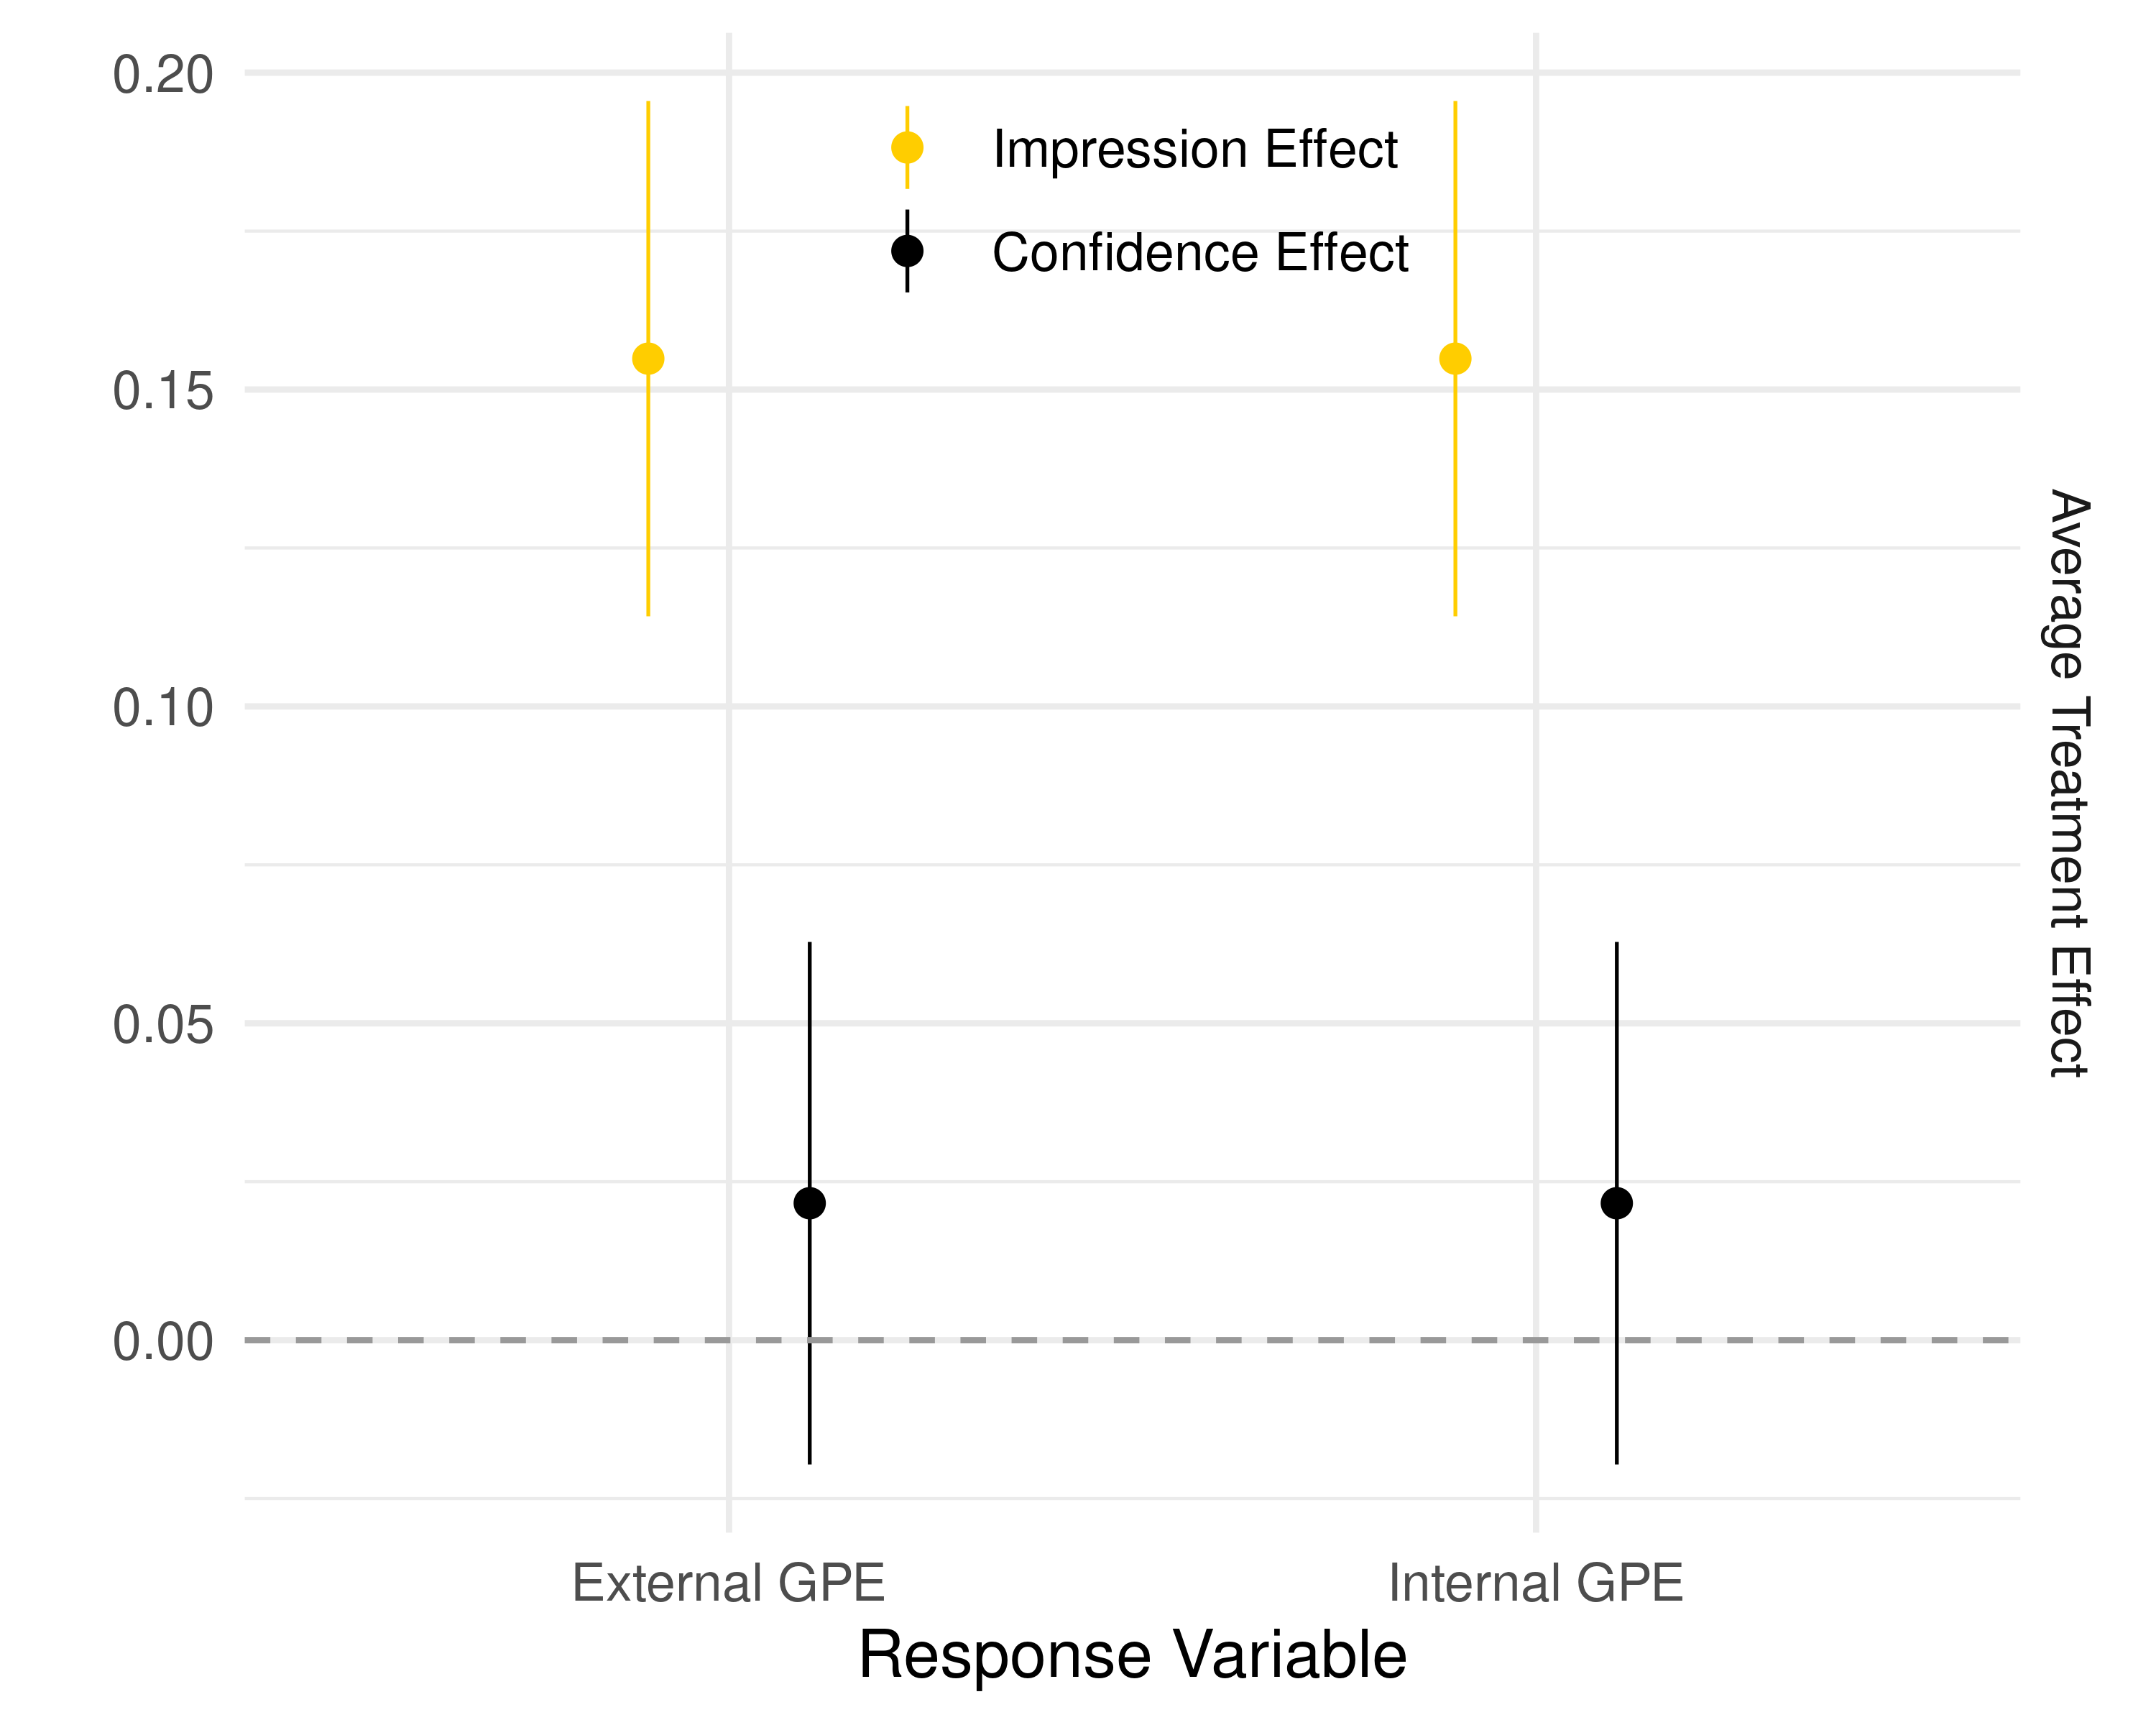 0.20
0.15
0.10
0.05
0.00
Impression Effect
Confidence Effect
Average Treatment Effect
External GPE
Internal GPE
Response Variable